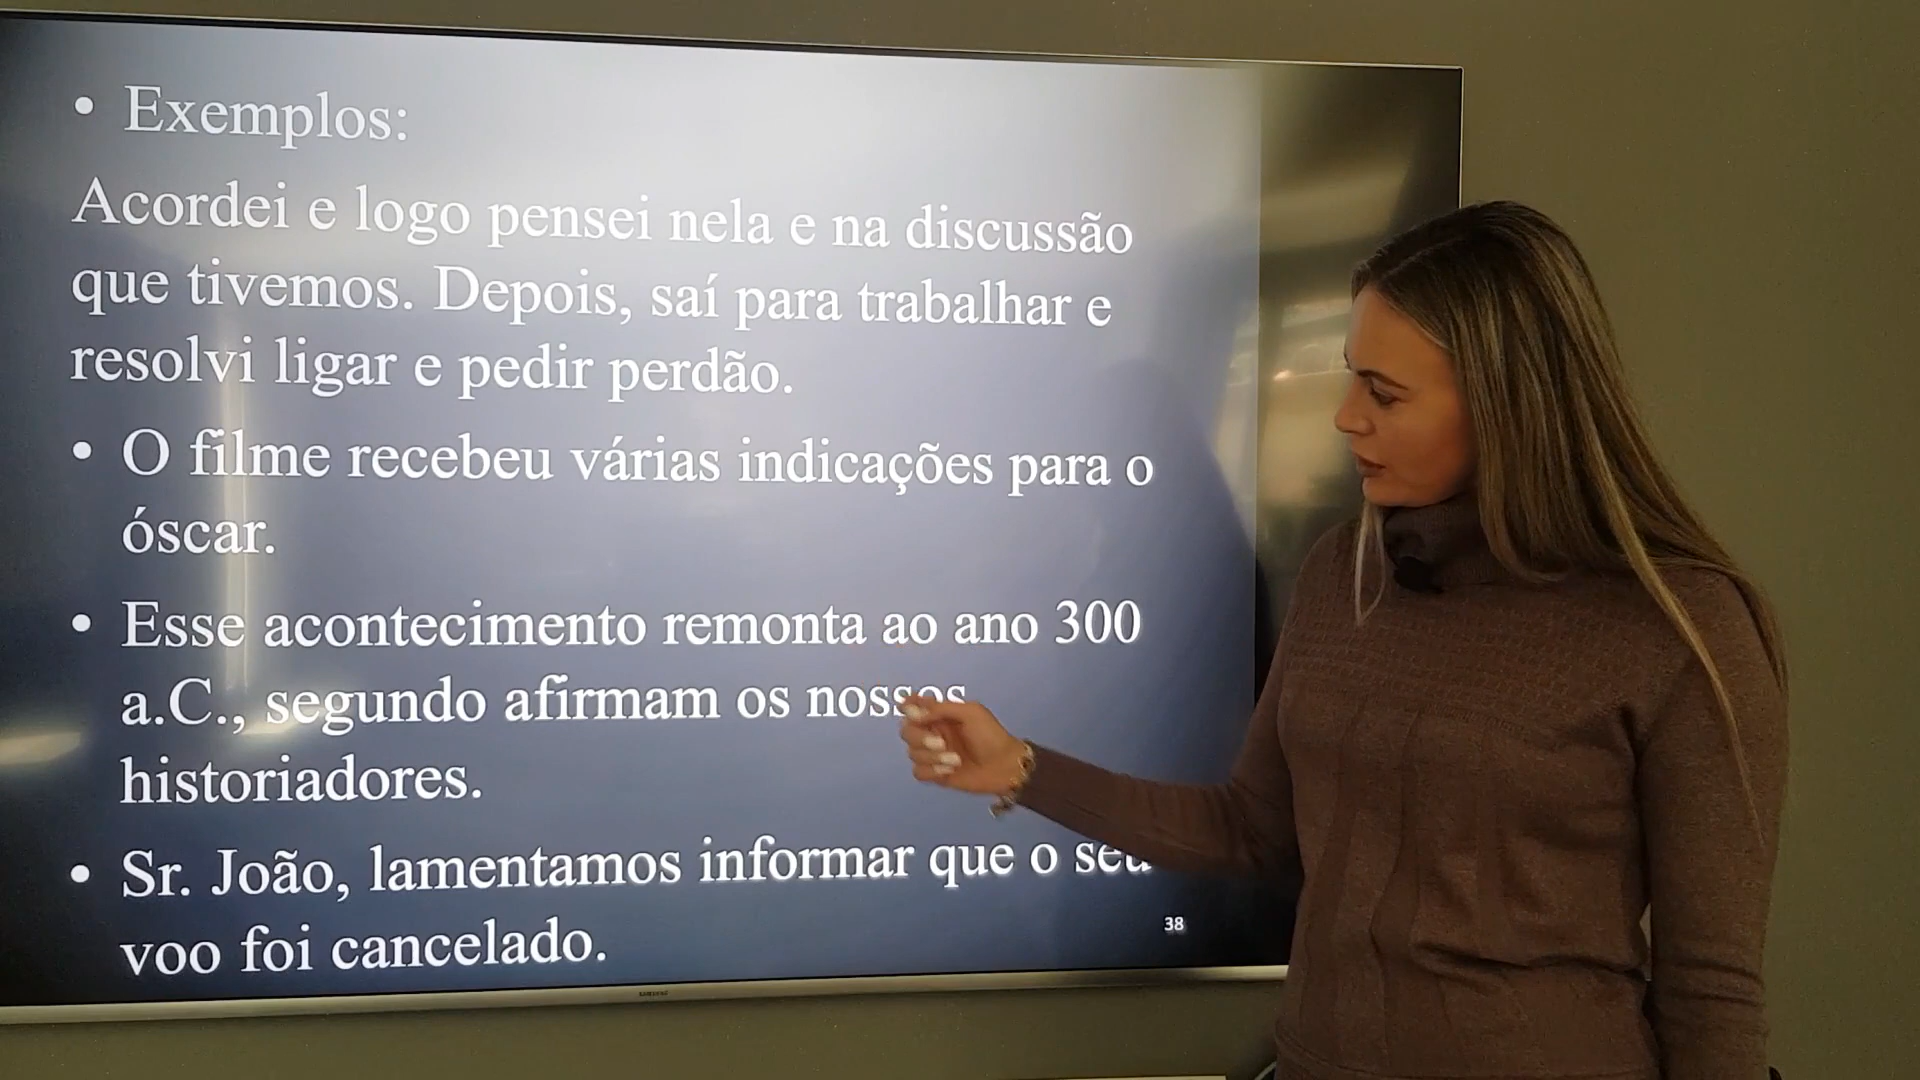 • Exemplos:
Acordei e logo pensei nela e na discussão
que tivemos. Depois, saí para trabalhar e
resolvi ligar e pedir perdão.
• O filme recebeu várias indicações para o
óscar.
• Esse acontecimento remonta ao ano 300
a.C., segundo afirmam os nossos
historiadores.
• Sr. João, lamentamos informar que o seu
voo foi cancelado.
38
SAMSUNG